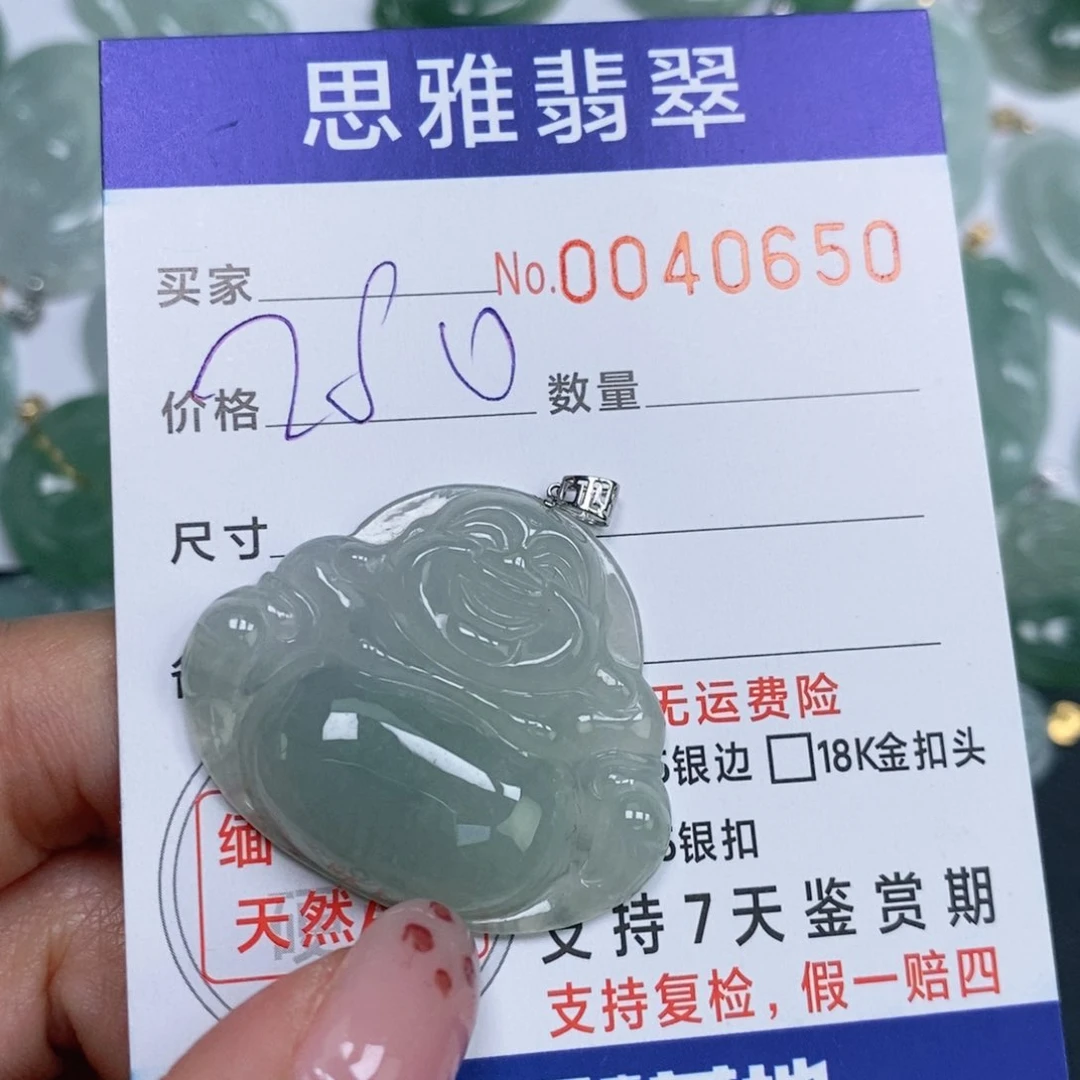 思雅翡翠
买家 No.0040650
价格 280 数量
尺寸
无运费险
银边 □18K金扣头
银扣
缅
天然
支持7天鉴赏期
支持复检，假一赔四